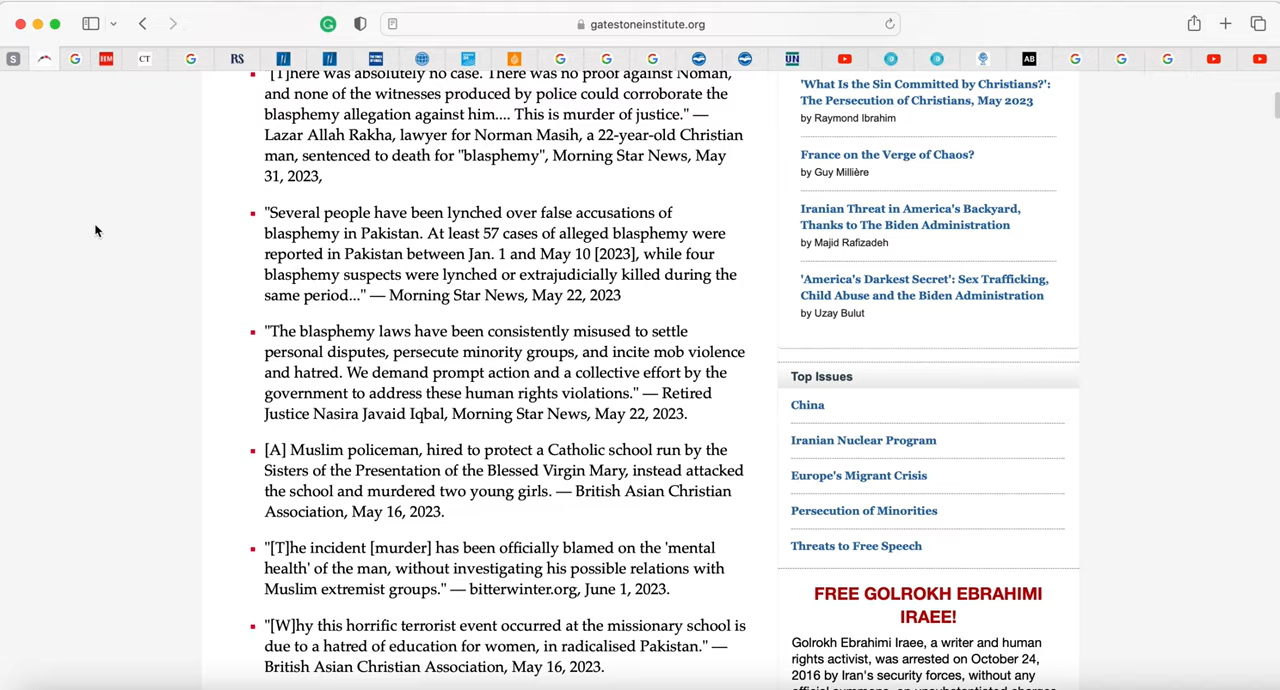 gatestoneinstitute.org
S
HM
CT
RS
UN
AB
"[T]here was absolutely no case. There was no proof against Noman,
and none of the witnesses produced by police could corroborate the
blasphemy allegation against him.... This is murder of justice." —
Lazar Allah Rakha, lawyer for Norman Masih, a 22-year-old Christian
man, sentenced to death for "blasphemy", Morning Star News, May
31, 2023,
"Several people have been lynched over false accusations of
blasphemy in Pakistan. At least 57 cases of alleged blasphemy were
reported in Pakistan between Jan. 1 and May 10 [2023], while four
blasphemy suspects were lynched or extrajudicially killed during the
same period..." — Morning Star News, May 22, 2023
"The blasphemy laws have been consistently misused to settle
personal disputes, persecute minority groups, and incite mob violence
and hatred. We demand prompt action and a collective effort by the
government to address these human rights violations." — Retired
Justice Nasira Javaid Iqbal, Morning Star News, May 22, 2023.
[A] Muslim policeman, hired to protect a Catholic school run by the
Sisters of the Presentation of the Blessed Virgin Mary, instead attacked
the school and murdered two young girls. — British Asian Christian
Association, May 16, 2023.
"[T]he incident [murder] has been officially blamed on the 'mental
health' of the man, without investigating his possible relations with
Muslim extremist groups." — bitterwinter.org, June 1, 2023.
"[W]hy this horrific terrorist event occurred at the missionary school is
due to a hatred of education for women, in radicalised Pakistan." —
British Asian Christian Association, May 16, 2023.
'What Is the Sin Committed by Christians?':
The Persecution of Christians, May 2023
by Raymond Ibrahim
France on the Verge of Chaos?
by Guy Millière
Iranian Threat in America's Backyard,
Thanks to The Biden Administration
by Majid Rafizadeh
'America's Darkest Secret': Sex Trafficking,
Child Abuse and the Biden Administration
by Uzay Bulut
Top Issues
China
Iranian Nuclear Program
Europe's Migrant Crisis
Persecution of Minorities
Threats to Free Speech
FREE GOLROKH EBRAHIMI
IRAEE!
Golrokh Ebrahimi Iraee, a writer and human
rights activist, was arrested on October 24,
2016 by Iran's security forces, without any
official summons, on unsubstantiated charges